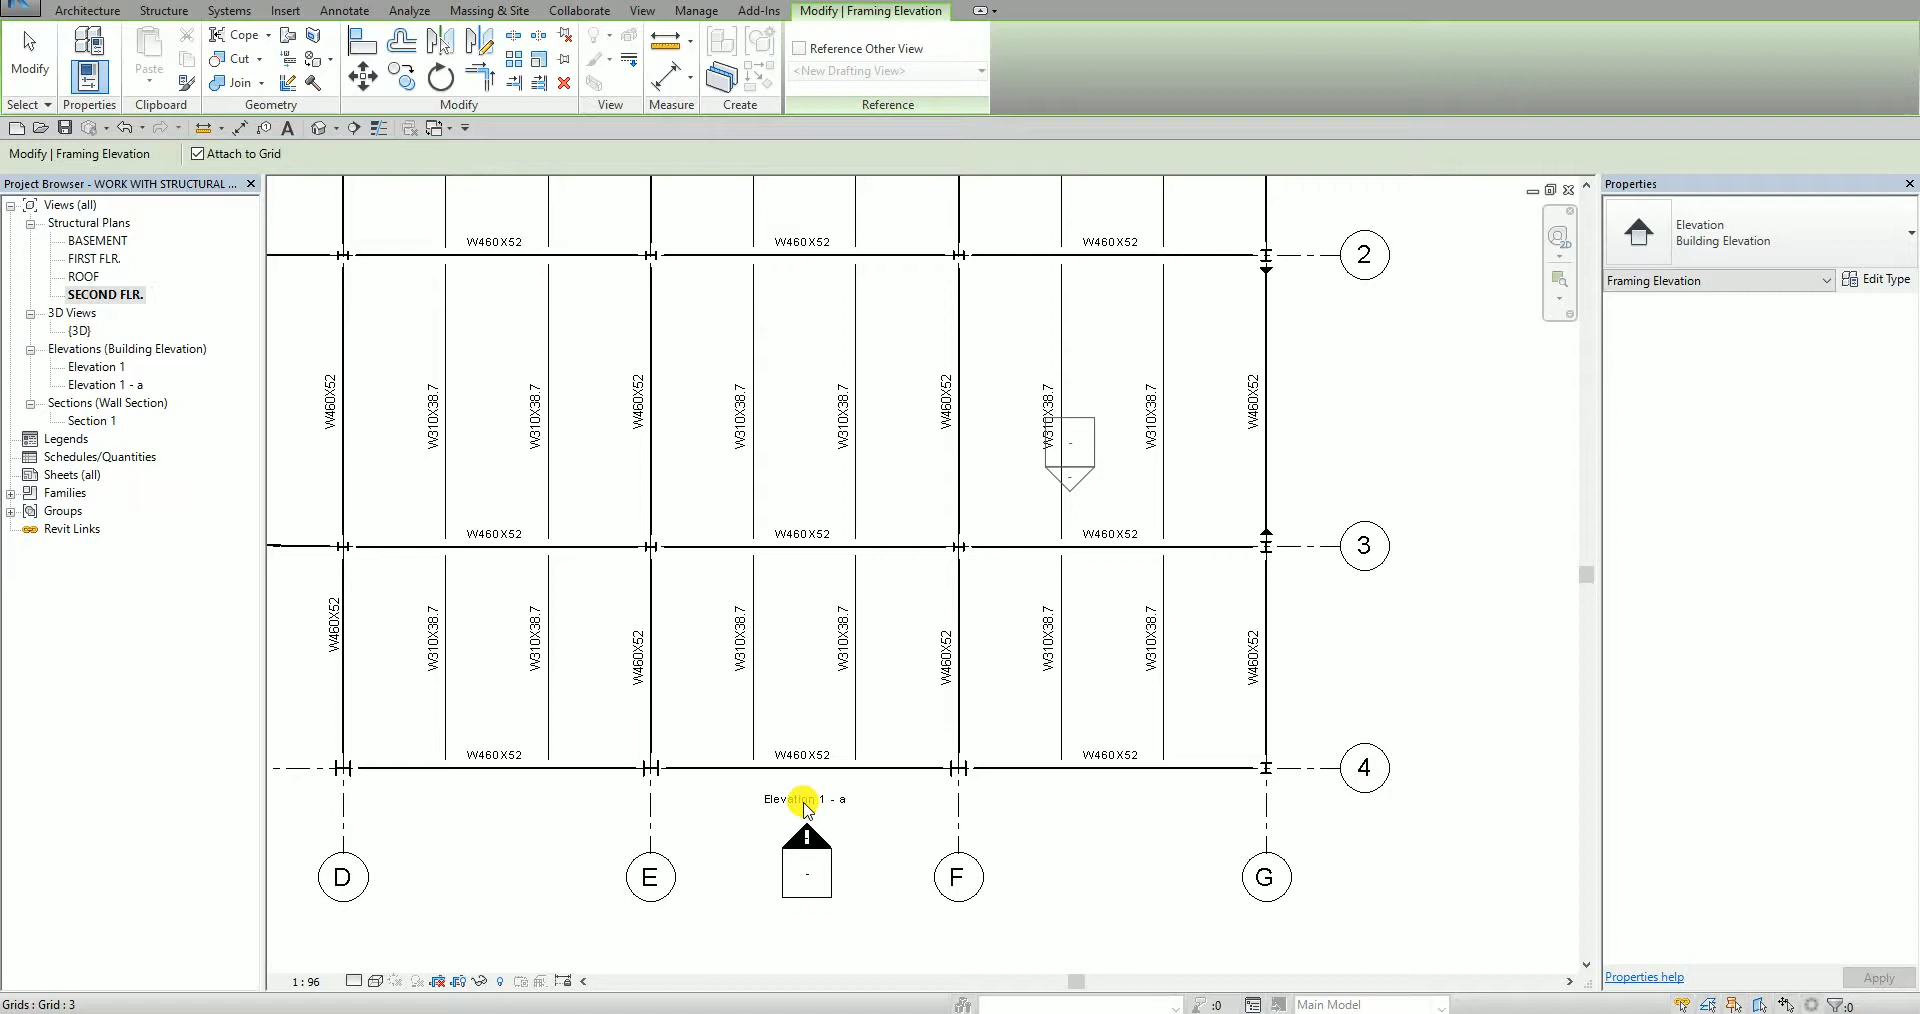 Architecture Structure Systems Insert Annotate Analyze Massing & Site Collaborate View Manage Add-Ins Modify | Framing Elevation
Modify
Paste
Cope
Cut
Join
Reference Other View
<New Drafting View>
Select Properties Clipboard Geometry Modify View Measure Create Reference
Modify | Framing Elevation Attach to Grid
Project Browser - WORK WITH STRUCTURAL ...
Views (all)
Structural Plans
BASEMENT
FIRST FLR.
ROOF
SECOND FLR.
3D Views
{3D}
Elevations (Building Elevation)
Elevation 1
Elevation 1 - a
Sections (Wall Section)
Section 1
Legends
Schedules/Quantities
Sheets (all)
Families
Groups
Revit Links
W460X52 W460X52 W460X52
2
W460X52 W310X38.7 W310X38.7 W460X52 W310X38.7 W310X38.7 W460X52 W310X38.7 W310X38.7 W460X52
W460X52 W460X52 W460X52
3
W460X52 W310X38.7 W310X38.7 W460X52 W310X38.7 W310X38.7 W460X52 W310X38.7 W310X38.7 W460X52
W460X52 W460X52 W460X52
4
Elevation 1 - a
D E F G
2D
Properties
Elevation
Building Elevation
Framing Elevation Edit Type
Properties help Apply
1 : 96
Grids : Grid : 3
:0 Main Model :0